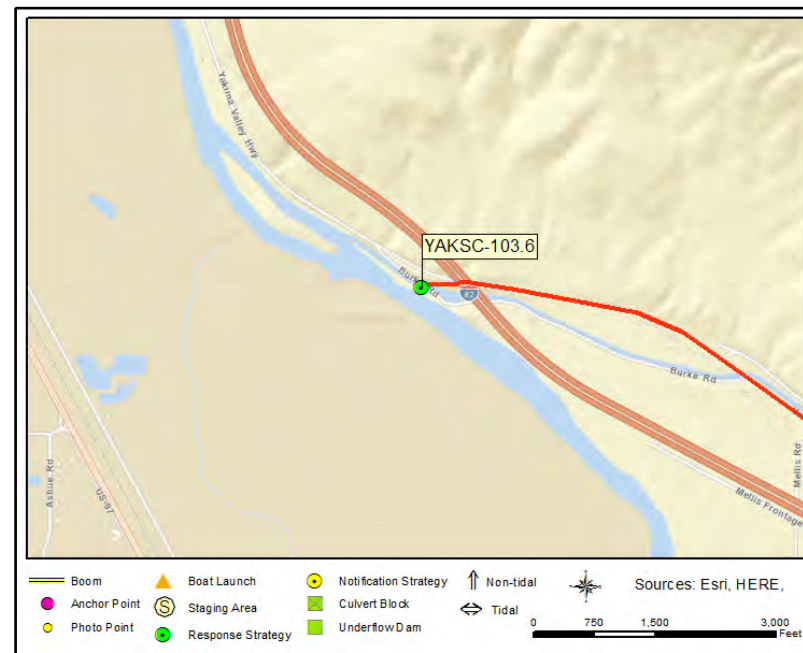 Yakima Valley Hwy
YAKSC-103.6
82
Burke Rd
Ashue Rd
US-97
Mellis Rd
Mellis Frontage
Boom
Anchor Point
Photo Point
Boat Launch
S Staging Area
Response Strategy
Notification Strategy
Culvert Block
Underflow Dam
Non-tidal
Tidal
Sources: Esri, HERE,
0 750 1,500 3,000
Feet